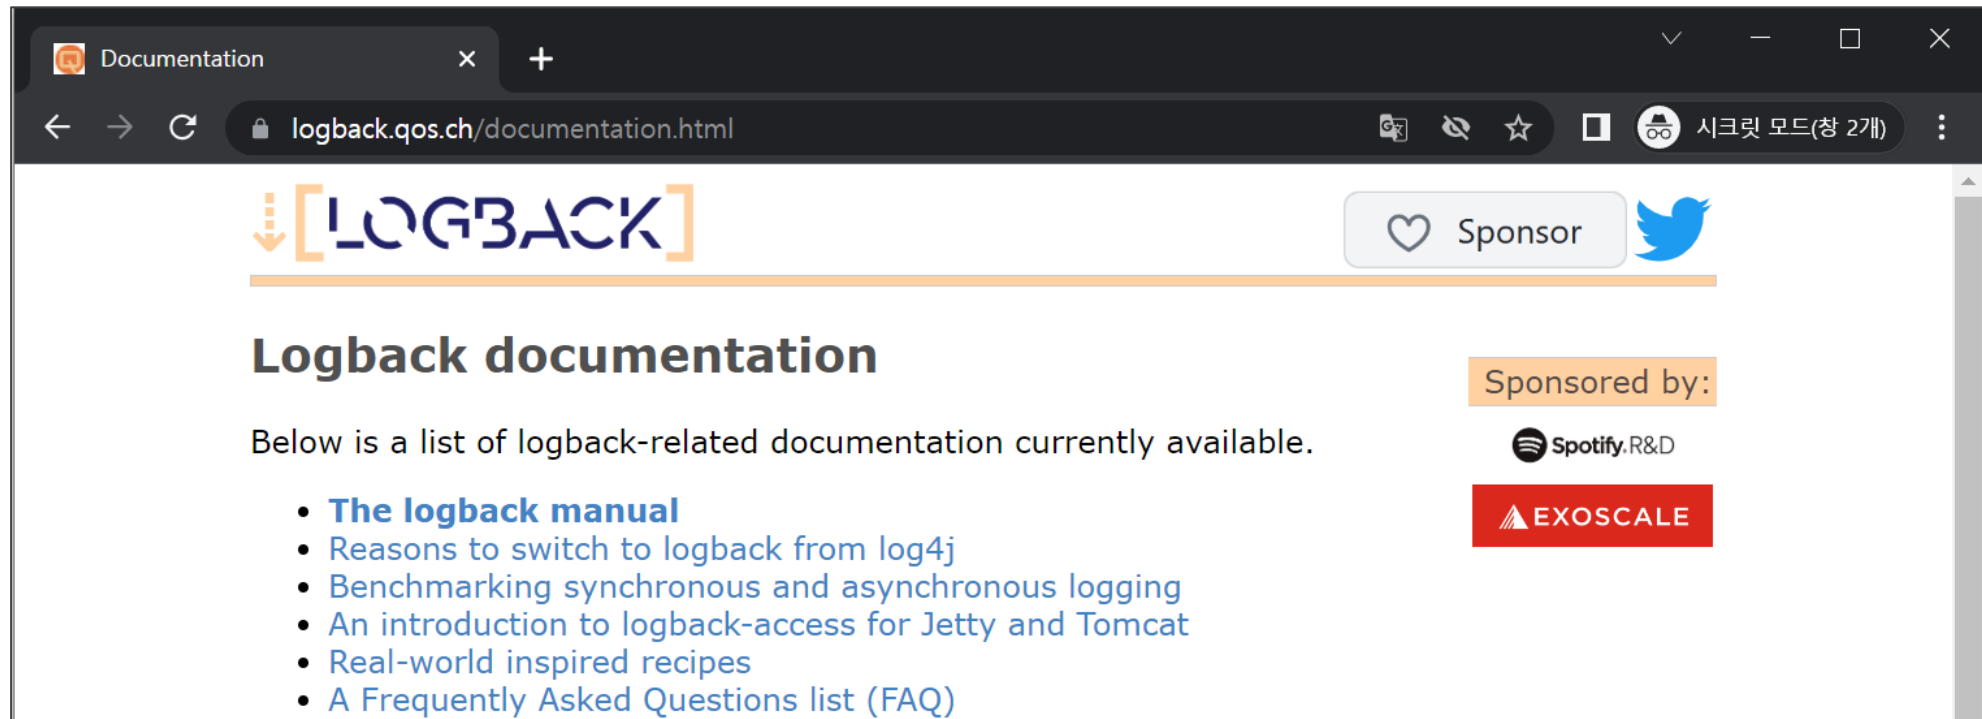 Documentation
logback.qos.ch/documentation.html
시크릿 모드(창 2개)
LOGBACK
Sponsor
Logback documentation
Sponsored by:
Below is a list of logback-related documentation currently available.
Spotify.R&D
The logback manual
EXOSCALE
Reasons to switch to logback from log4j
Benchmarking synchronous and asynchronous logging
An introduction to logback-access for Jetty and Tomcat
Real-world inspired recipes
A Frequently Asked Questions list (FAQ)